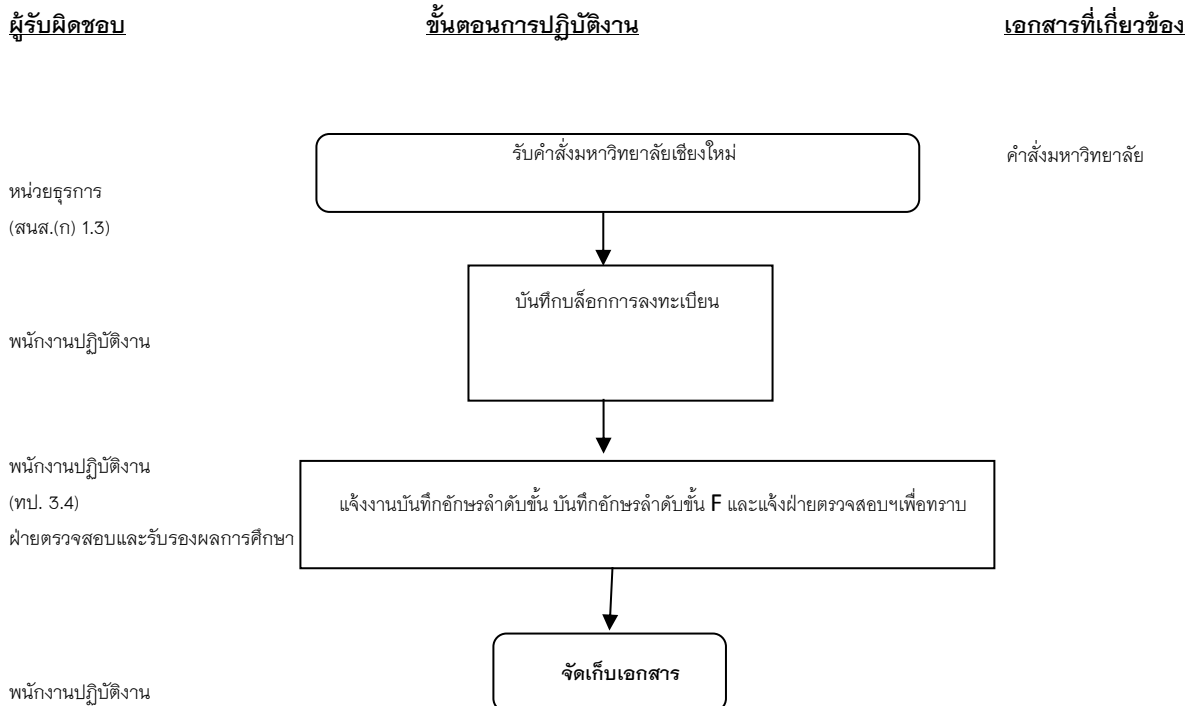 ผู้รับผิดชอบ ขั้นตอนการปฏิบัติงาน เอกสารที่เกี่ยวข้อง
รับคำสั่งมหาวิทยาลัยเชียงใหม่ คำสั่งมหาวิทยาลัย
หน่วยธุรการ
(สนส.(ก) 1.3)
บันทึกบล็อกการลงทะเบียน
พนักงานปฏิบัติงาน
พนักงานปฏิบัติงาน
(ทป. 3.4)
ฝ่ายตรวจสอบและรับรองผลการศึกษา
แจ้งงานบันทึกอักษรลำดับขั้น บันทึกอักษรลำดับขั้น F และแจ้งฝ่ายตรวจสอบฯเพื่อทราบ
จัดเก็บเอกสาร
พนักงานปฏิบัติงาน